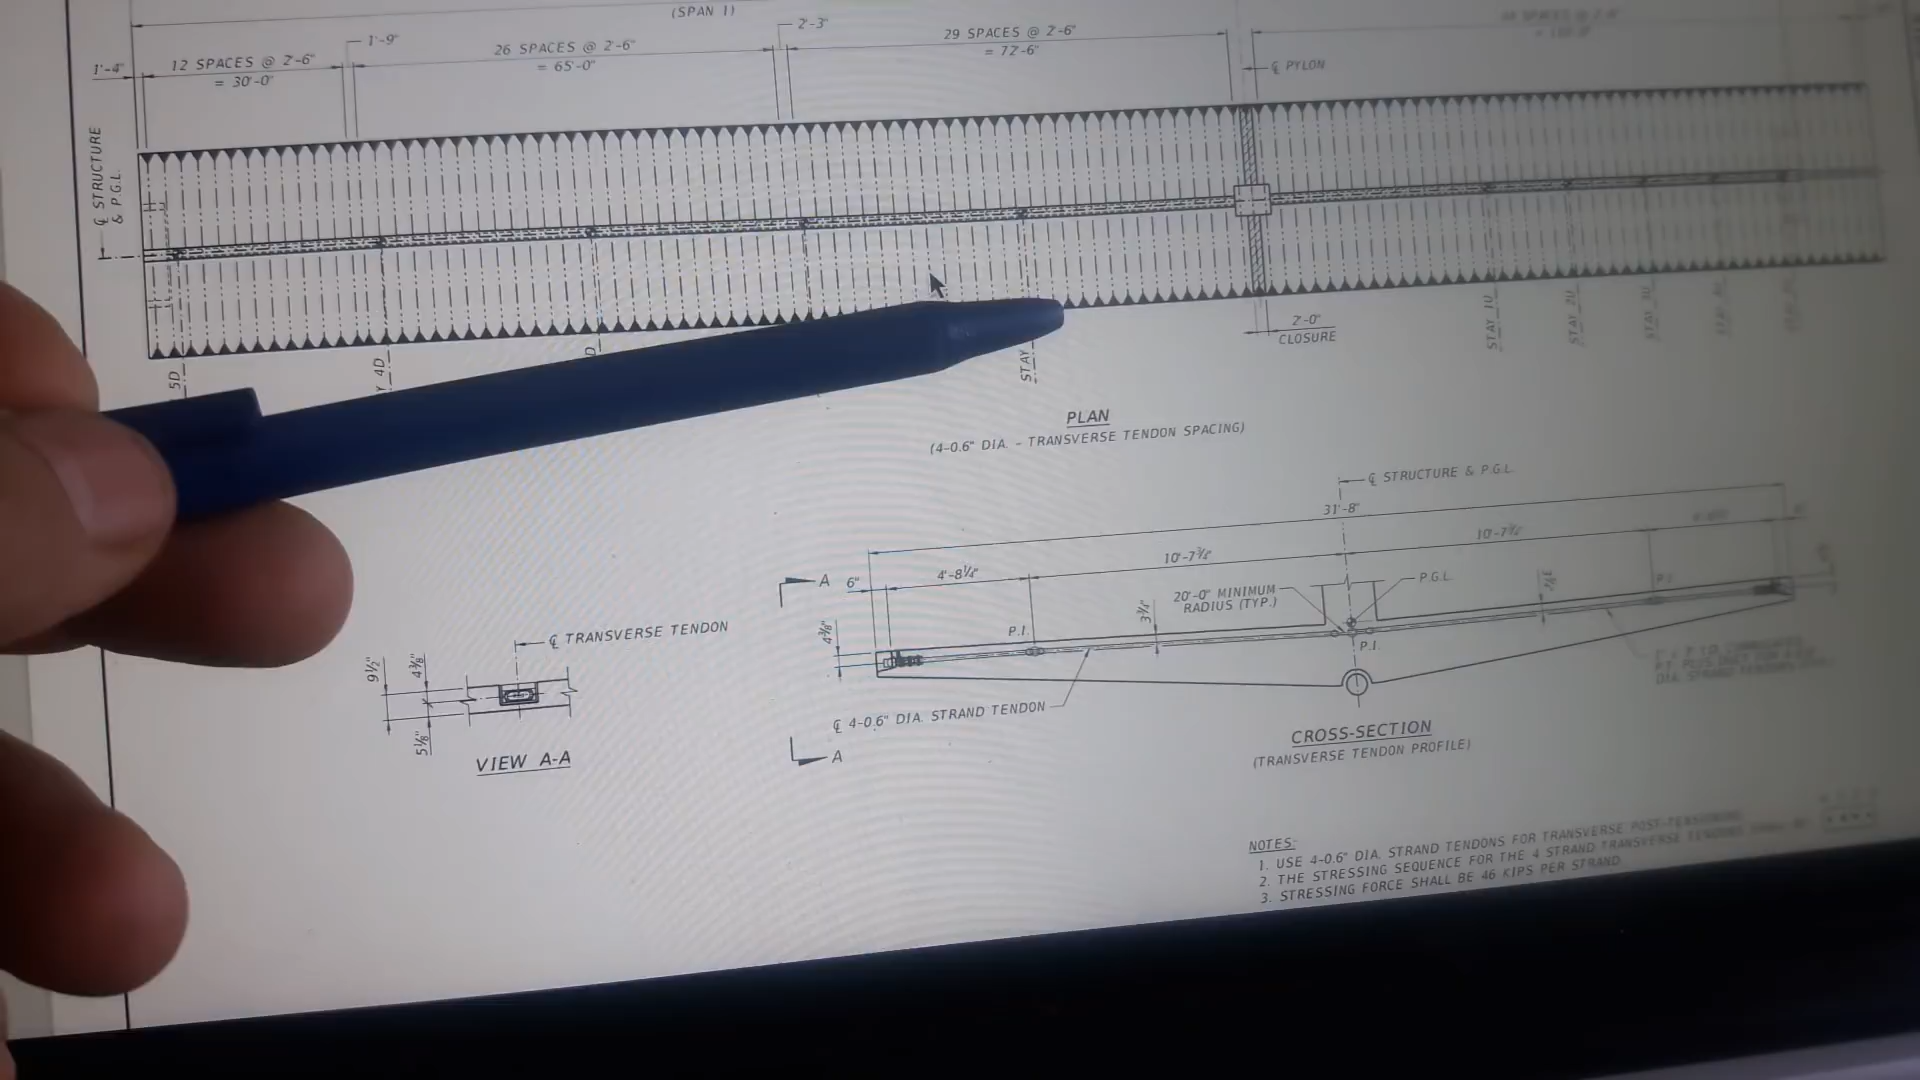 (SPAN 1)
1'-4"
12 SPACES @ 2'-6"
= 30'-0"
1'-9"
26 SPACES @ 2'-6"
= 65'-0"
2'-3"
29 SPACES @ 2'-6"
= 72'-6"
℄ PYLON
℄ STRUCTURE
& P.G.L.
5D
Y 4D
D
STAY
2'-0"
CLOSURE
STAY 1U
STAY 2U
STAY 3U
PLAN
(4-0.6" DIA. - TRANSVERSE TENDON SPACING)
℄ STRUCTURE & P.G.L.
31'-8"
10'-7¾"
10'-7¾"
A
6"
4'-8¼"
20'-0" MINIMUM
RADIUS (TYP.)
P.G.L.
3¾"
4⅜"
P.I.
P.I.
P.I.
℄ 4-0.6" DIA. STRAND TENDON
A
CROSS-SECTION
(TRANSVERSE TENDON PROFILE)
℄ TRANSVERSE TENDON
9½"
4⅜"
5⅛"
VIEW A-A
NOTES:
1. USE 4-0.6" DIA. STRAND TENDONS FOR TRANSVERSE POST-TENSIONING.
2. THE STRESSING SEQUENCE FOR THE 4 STRAND TRANSVERSE TENDONS
3. STRESSING FORCE SHALL BE 46 KIPS PER STRAND.